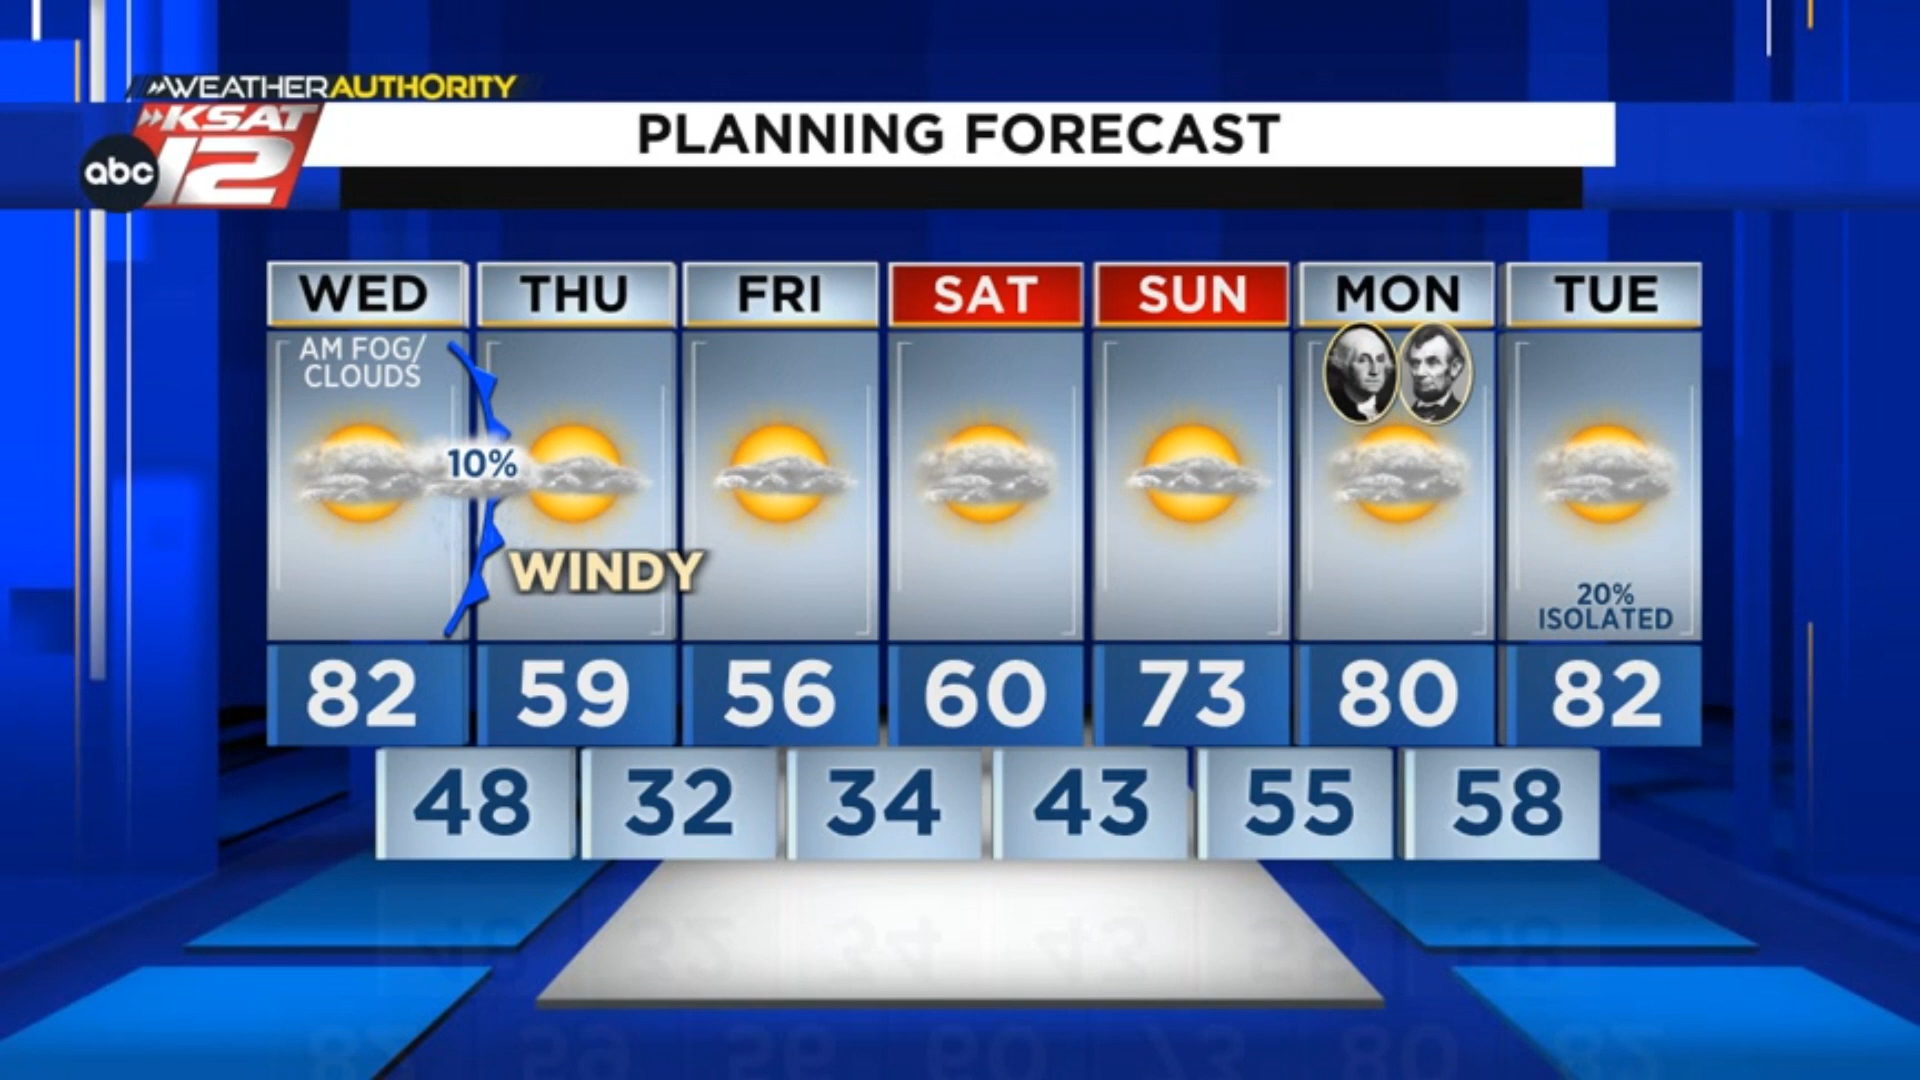 WEATHERAUTHORITY
KSAT
abc 12
PLANNING FORECAST
WED THU FRI SAT SUN MON TUE
AM FOG/
CLOUDS
10%
WINDY
20%
ISOLATED
82 59 56 60 73 80 82
48 32 34 43 55 58